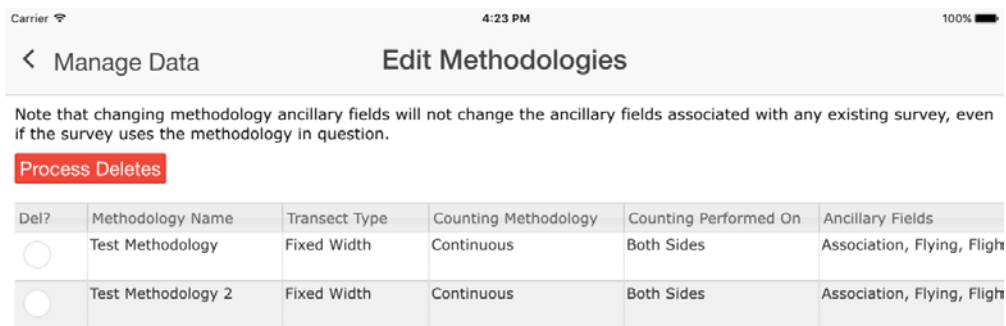 Carrier 4:23 PM 100%
Manage Data Edit Methodologies
Note that changing methodology ancillary fields will not change the ancillary fields associated with any existing survey, even
if the survey uses the methodology in question.
Process Deletes
Del? Methodology Name Transect Type Counting Methodology Counting Performed On Ancillary Fields
Test Methodology Fixed Width Continuous Both Sides Association, Flying,
Test Methodology 2 Fixed Width Continuous Both Sides Association, Flying,